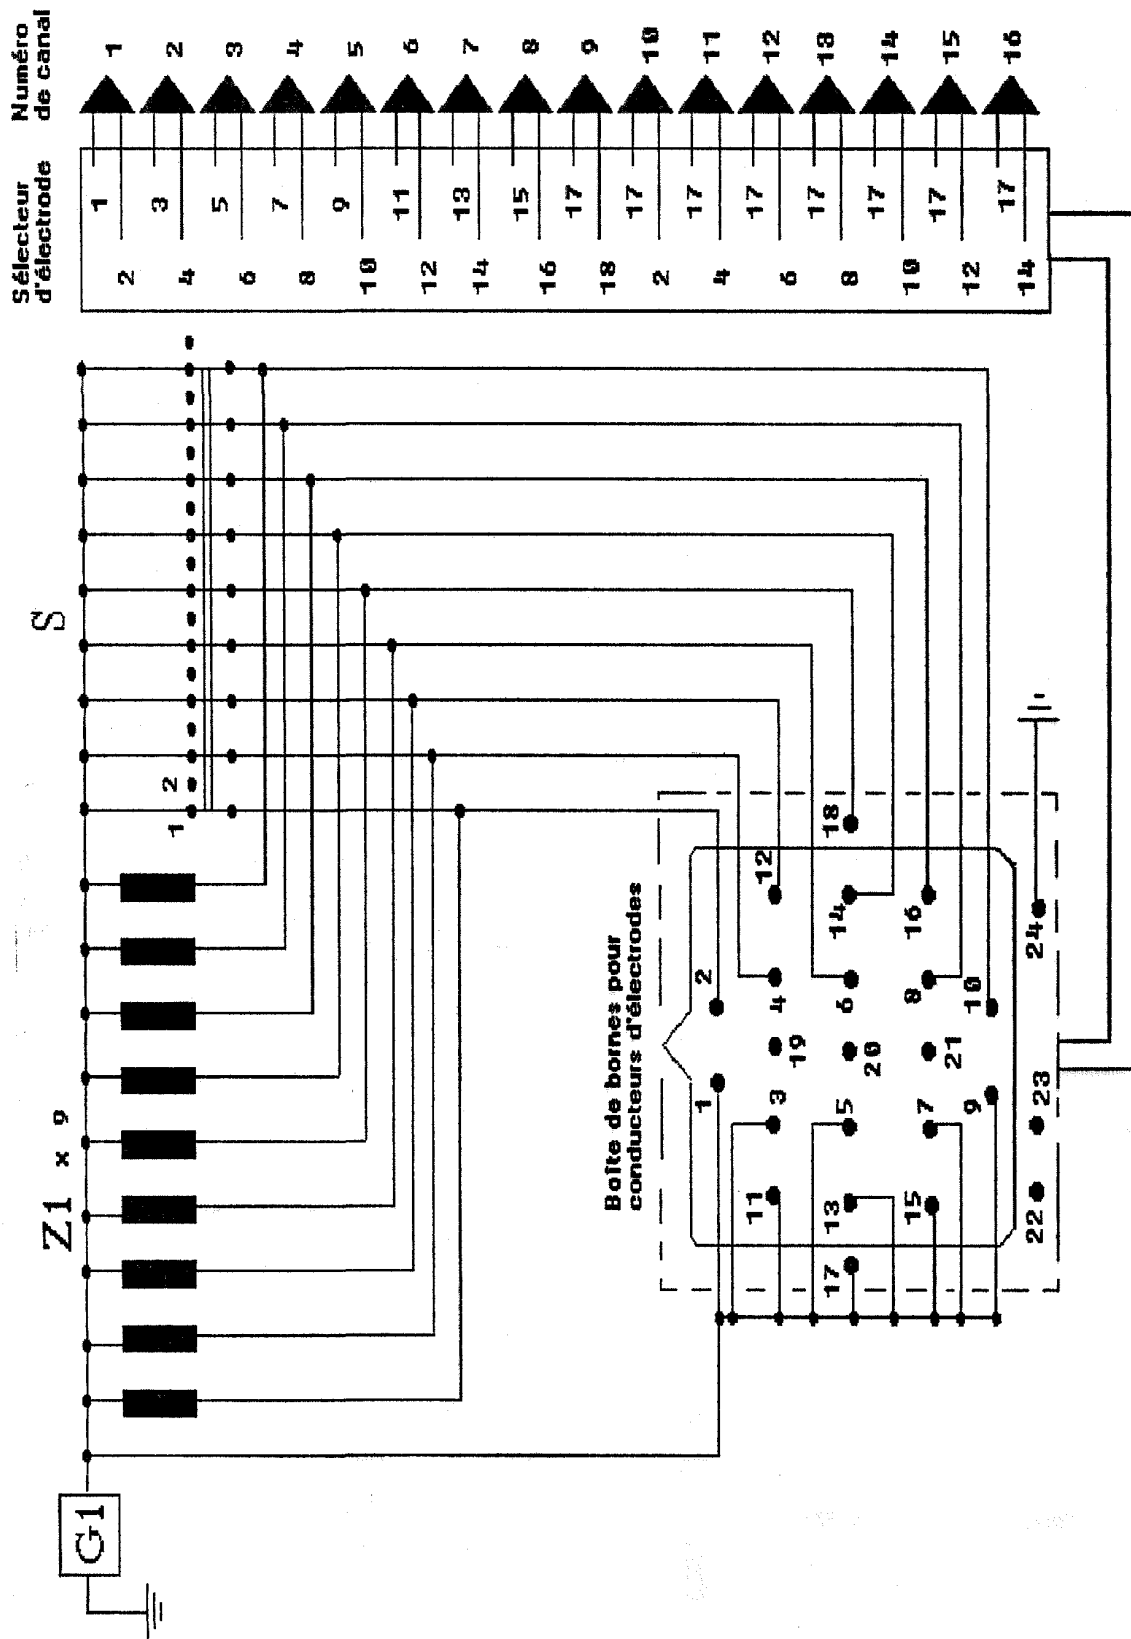 Numéro
de canal
1 2 3 4 5 6 7 8 9 10 11 12 13 14 15 16
Sélecteur
d'électrode
1 3 5 7 9 11 13 15 17 17 17 17 17 17 17 17
2 4 6 8 10 12 14 16 18 2 4 6 8 10 12 14
G1
Z1 x 9
S
1 2
Boîte de bornes pour
conducteurs d'électrodes
1 2
11 3 19 4 12
17 13 5 20 6 14 18
15 7 21 8 16
9 10
22 23 24